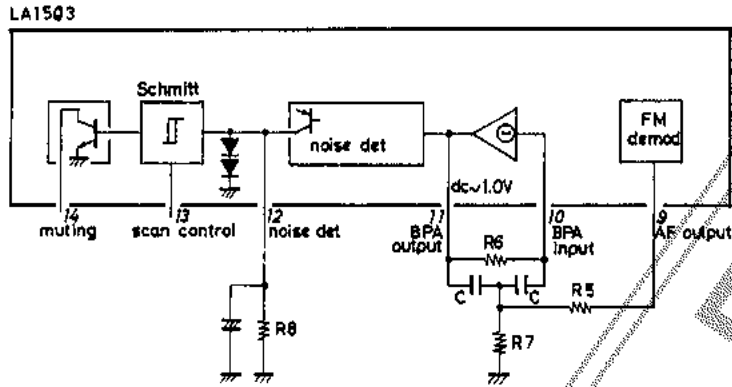 LA1503
Schmitt
noise det
FM
demod
dc~1.0V
14
13
12
11
10
9
muting
scan control
noise det
BPA
output
BPA
input
AF output
R6
C
C
R5
R8
R7